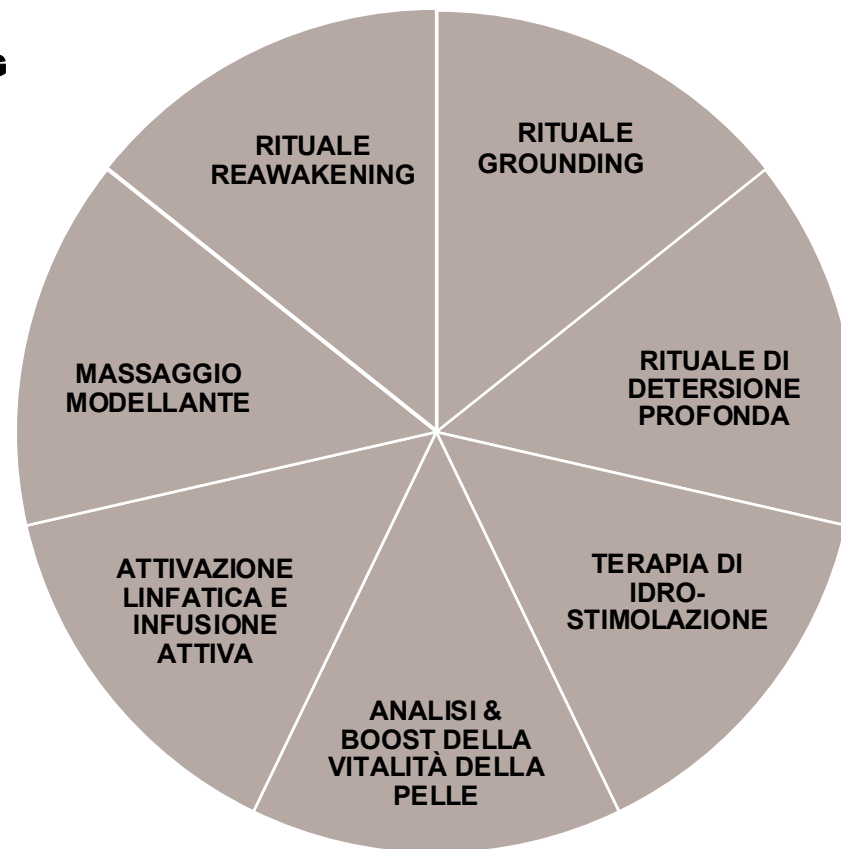 G
RITUALE
REAWAKENING
RITUALE
GROUNDING
RITUALE DI
DETERSIONE
PROFONDA
TERAPIA DI
IDRO-
STIMOLAZIONE
ANALISI &
BOOST DELLA
VITALITÀ DELLA
PELLE
ATTIVAZIONE
LINFATICA E
INFUSIONE
ATTIVA
MASSAGGIO
MODELLANTE